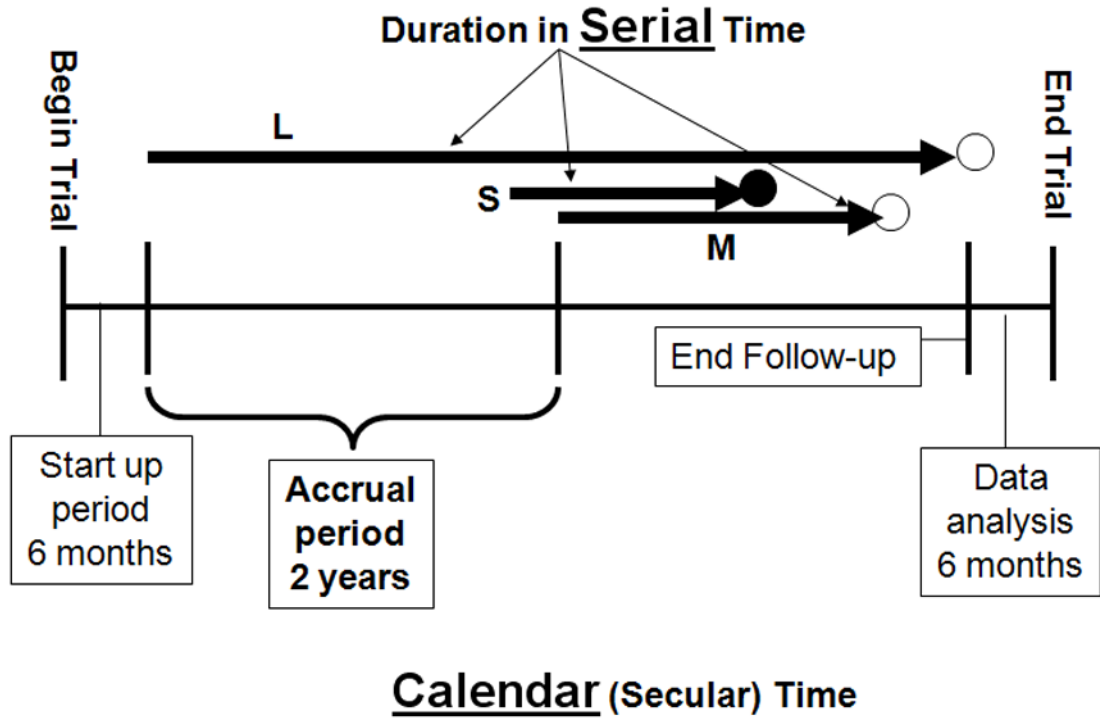 Duration in Serial Time
Begin Trial
End Trial
L
S
M
End Follow-up
Start up
period
6 months
Accrual
period
2 years
Data
analysis
6 months
Calendar (Secular) Time